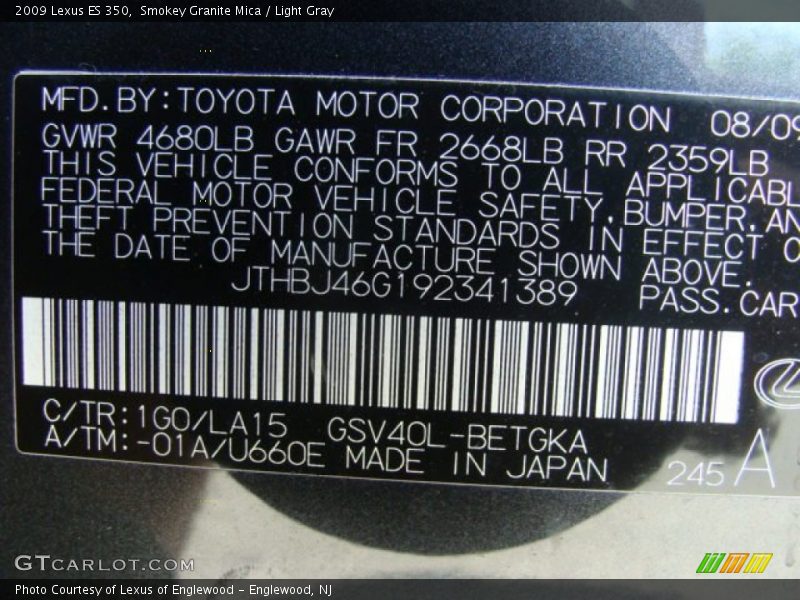 2009 Lexus ES 350,  Smokey Granite Mica / Light Gray
MFD.BY:TOYOTA MOTOR CORPORATION 08/09
GVWR 4680LB GAWR FR 2668LB RR 2359LB
THIS VEHICLE CONFORMS TO ALL APPLICABL
FEDERAL MOTOR VEHICLE SAFETY,BUMPER,AN
THEFT PREVENTION STANDARDS IN EFFECT O
THE DATE OF MANUFACTURE SHOWN ABOVE.
JTHBJ46G192341389 PASS.CAR
C/TR:1G0/LA15 GSV40L-BETGKA
A/TM:-01A/U660E MADE IN JAPAN
245 A
GTCARLOT.COM
Photo Courtesy of Lexus of Englewood - Englewood, NJ